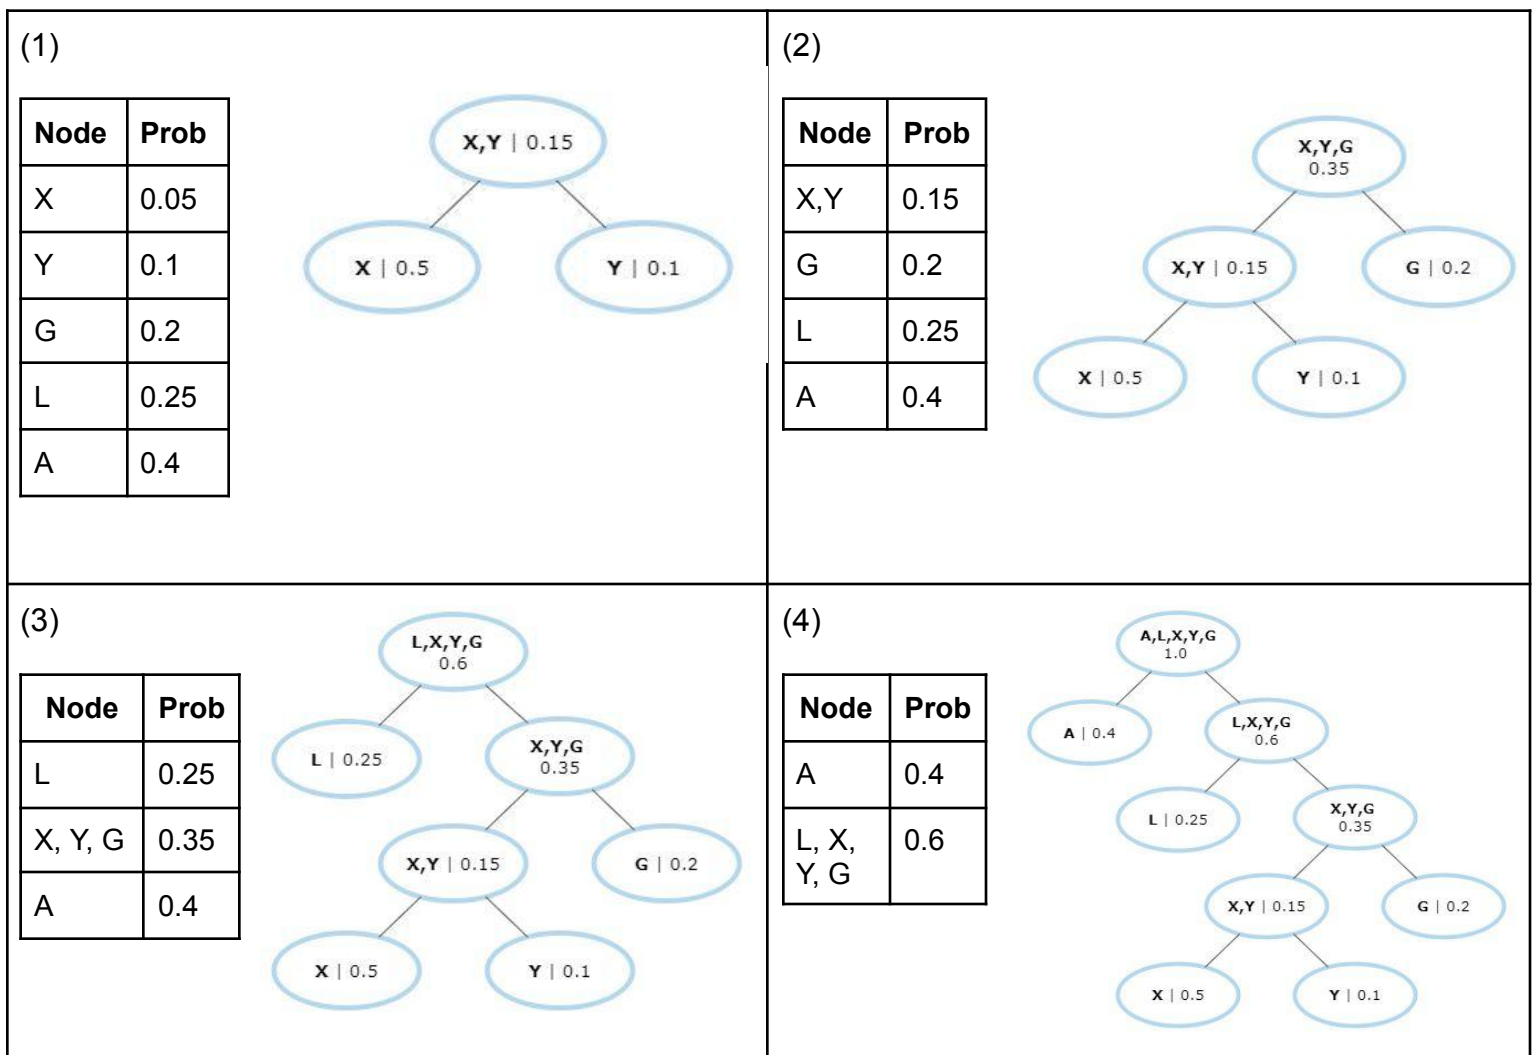 (1)
Node Prob
X 0.05
Y 0.1
G 0.2
L 0.25
A 0.4
X,Y | 0.15
X | 0.5
Y | 0.1
(2)
Node Prob
X,Y 0.15
G 0.2
L 0.25
A 0.4
X,Y,G
0.35
X,Y | 0.15
G | 0.2
X | 0.5
Y | 0.1
(3)
Node Prob
L 0.25
X, Y, G 0.35
A 0.4
L,X,Y,G
0.6
L | 0.25
X,Y,G
0.35
X,Y | 0.15
G | 0.2
X | 0.5
Y | 0.1
(4)
Node Prob
A 0.4
L, X, 0.6
Y, G
A,L,X,Y,G
1.0
A | 0.4
L,X,Y,G
0.6
L | 0.25
X,Y,G
0.35
X,Y | 0.15
G | 0.2
X | 0.5
Y | 0.1